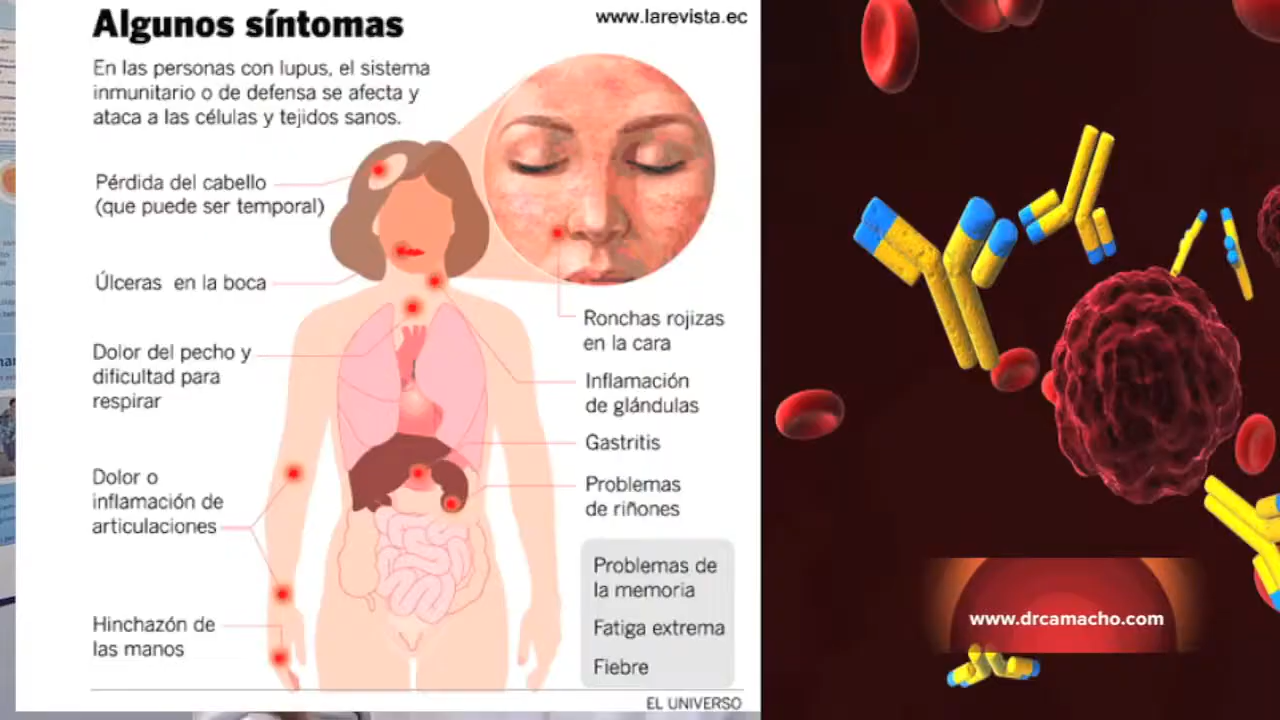 Algunos síntomas
www.larevista.ec
En las personas con lupus, el sistema
inmunitario o de defensa se afecta y
ataca a las células y tejidos sanos.
Pérdida del cabello
(que puede ser temporal)
Úlceras en la boca
Dolor del pecho y
dificultad para
respirar
Dolor o
inflamación de
articulaciones
Hinchazón de
las manos
Ronchas rojizas
en la cara
Inflamación
de glándulas
Gastritis
Problemas
de riñones
Problemas de
la memoria
Fatiga extrema
Fiebre
EL UNIVERSO
www.drcamacho.com